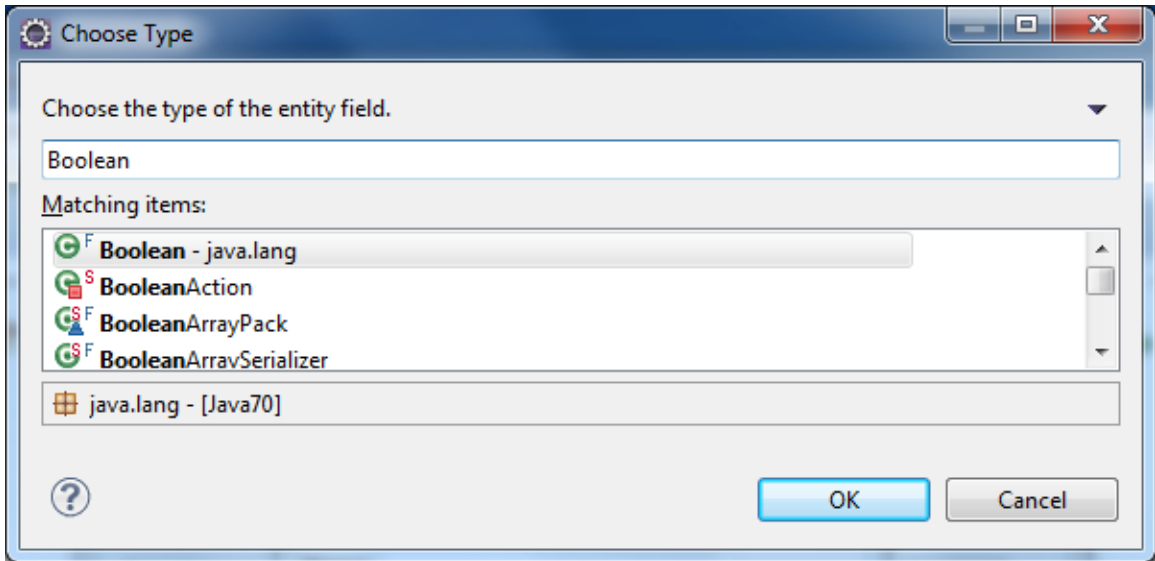 Choose Type
Choose the type of the entity field.
Boolean
Matching items:
F Boolean - java.lang
S BooleanAction
S F BooleanArrayPack
S F BooleanArraySerializer
java.lang - [Java70]
?
OK
Cancel